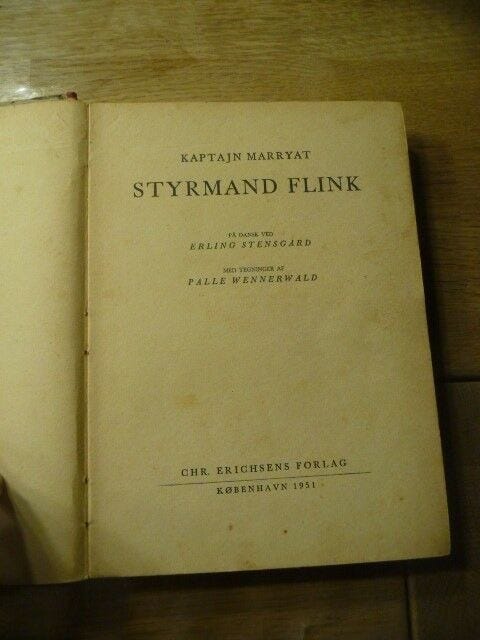 KAPTAJN MARRYAT
STYRMAND FLINK
PÅ DANSK VED
ERLING STENSGÅRD
MED TEGNINGER AF
PALLE WENNERWALD
CHR. ERICHSENS FORLAG
KØBENHAVN 1951